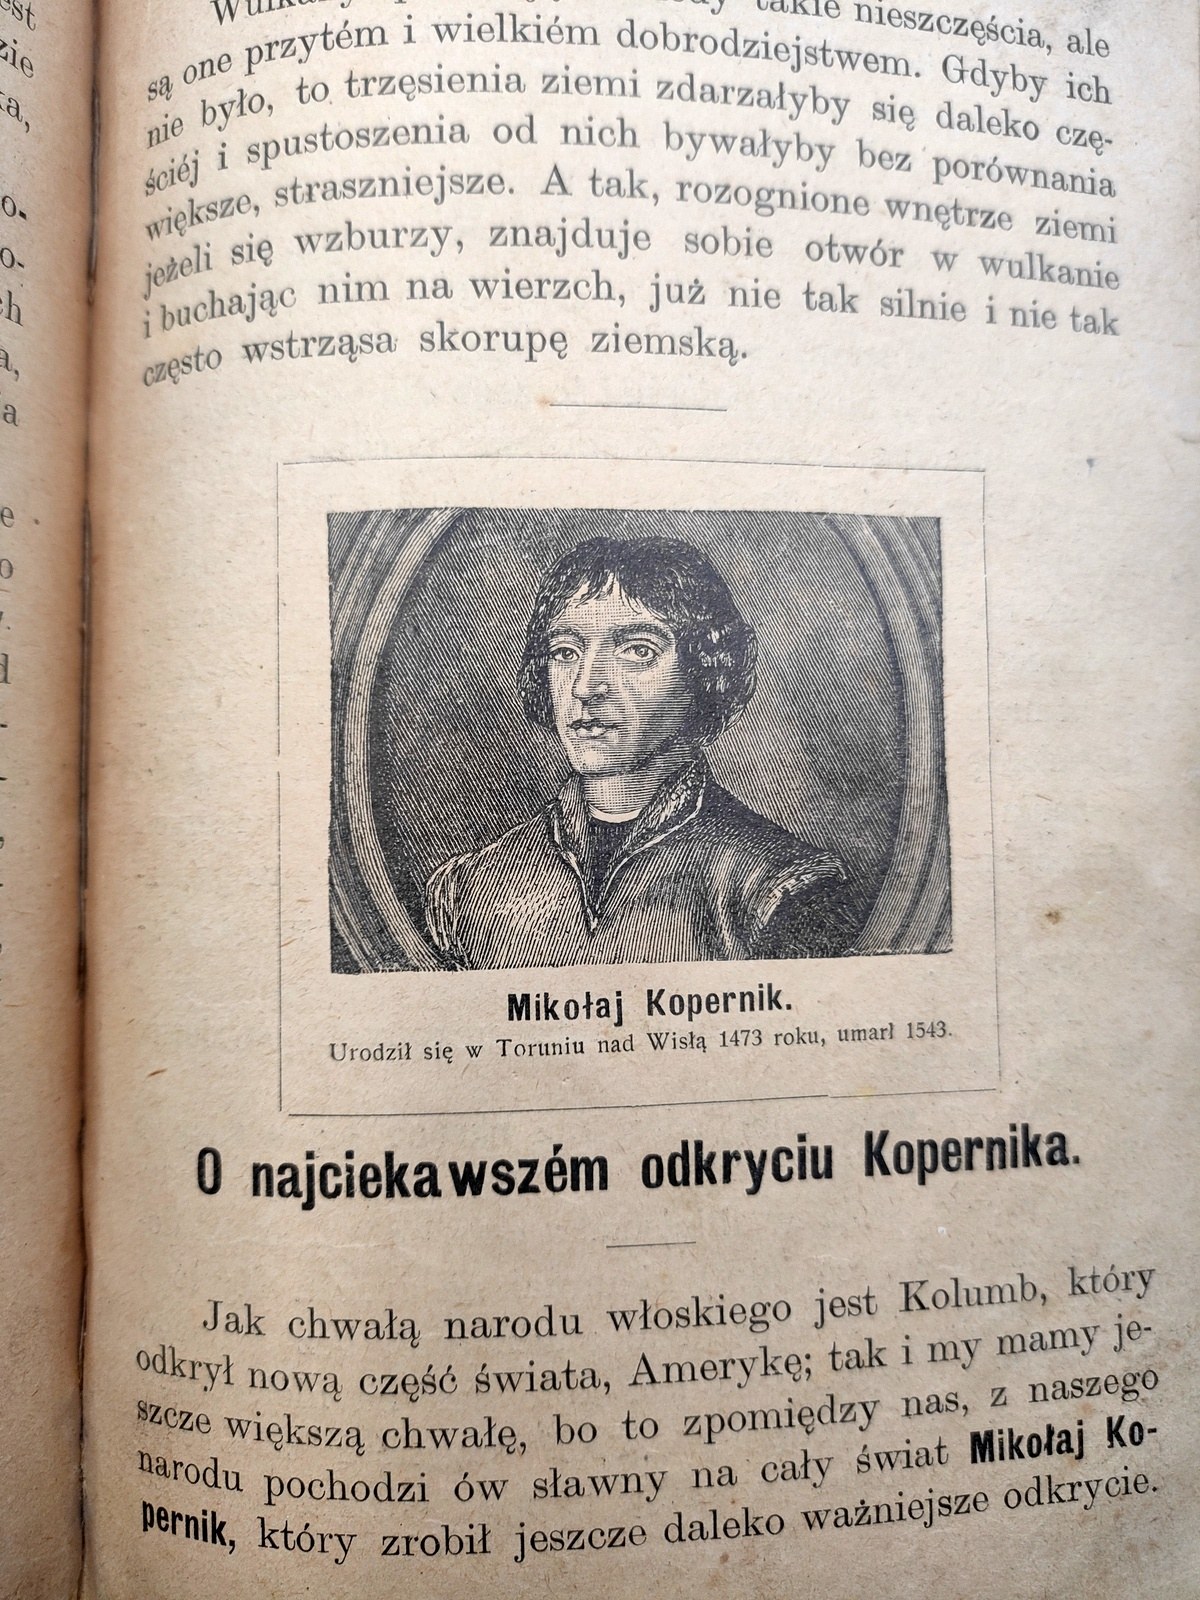 takie nieszczęścia, ale
są one przytém i wielkiém dobrodziejstwem. Gdyby ich
nie było, to trzęsienia ziemi zdarzałyby się daleko czę-
ściéj i spustoszenia od nich bywałyby bez porównania
większe, straszniejsze. A tak, rozognione wnętrze ziemi
jeżeli się wzburzy, znajduje sobie otwór w wulkanie
i buchając nim na wierzch, już nie tak silnie i nie tak
często wstrząsa skorupę ziemską.
Mikołaj Kopernik.
Urodził się w Toruniu nad Wisłą 1473 roku, umarł 1543.
O najciekawszém odkryciu Kopernika.
Jak chwałą narodu włoskiego jest Kolumb, który
odkrył nową część świata, Amerykę; tak i my mamy je-
szcze większą chwałę, bo to zpomiędzy nas, z naszego
narodu pochodzi ów sławny na cały świat Mikołaj Ko-
pernik, który zrobił jeszcze daleko ważniejsze odkrycie.